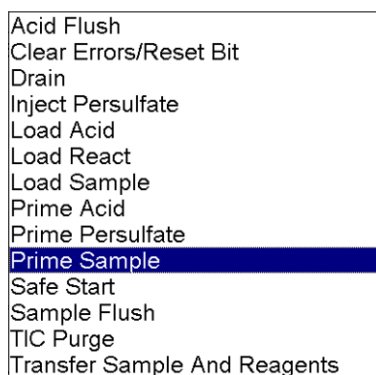 Acid Flush
Clear Errors/Reset Bit
Drain
Inject Persulfate
Load Acid
Load React
Load Sample
Prime Acid
Prime Persulfate
Prime Sample
Safe Start
Sample Flush
TIC Purge
Transfer Sample And Reagents